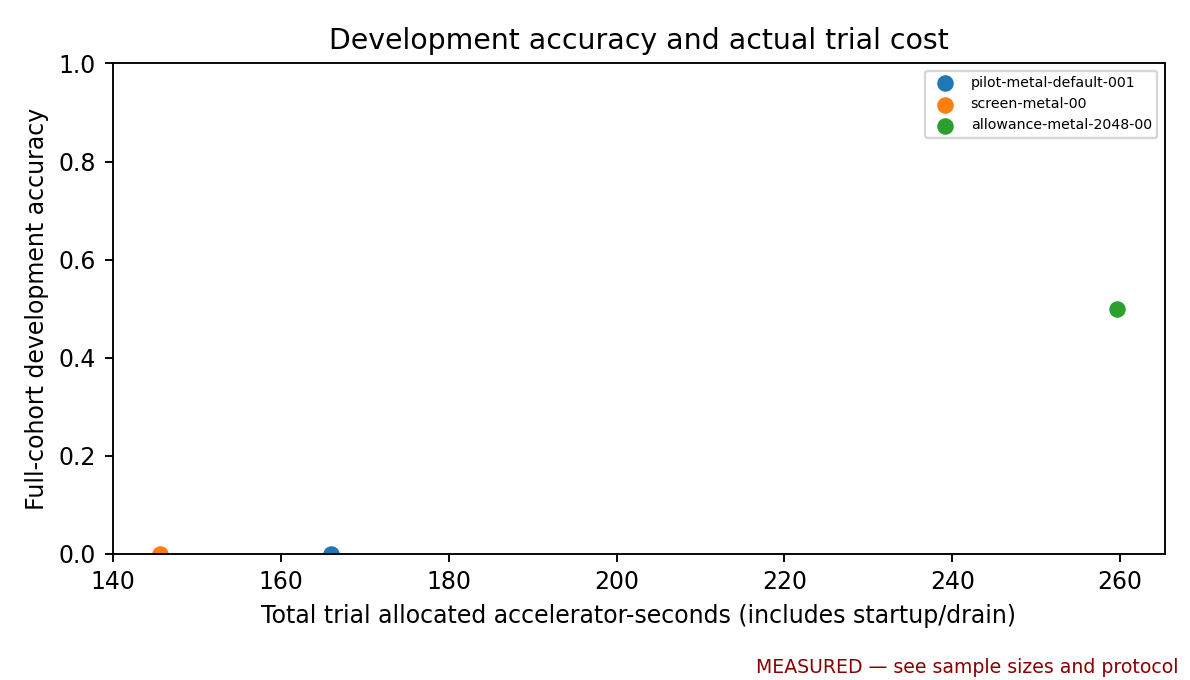 Development accuracy and actual trial cost
pilot-metal-default-001
screen-metal-00
allowance-metal-2048-00
Full-cohort development accuracy
1.0
0.8
0.6
0.4
0.2
0.0
140 160 180 200 220 240 260
Total trial allocated accelerator-seconds (includes startup/drain)
MEASURED — see sample sizes and protocol